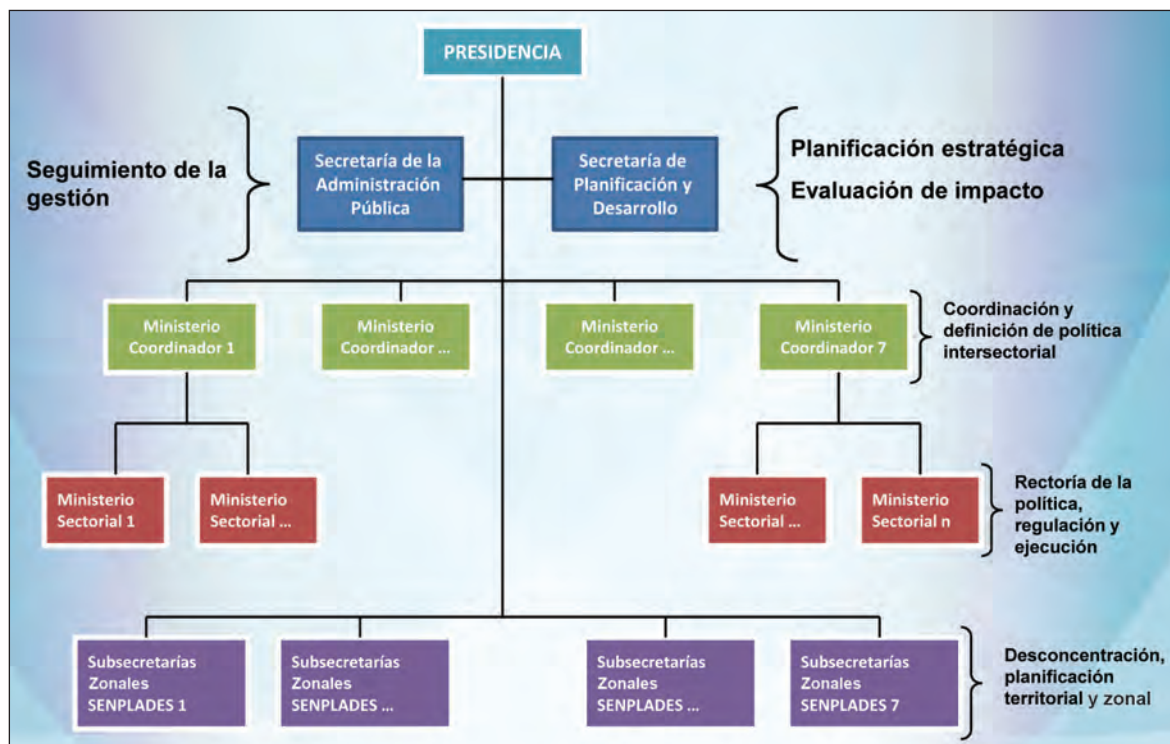 PRESIDENCIA
Seguimiento de la
gestión
Secretaría de la
Administración
Pública
Secretaría de
Planificación y
Desarrollo
Planificación estratégica
Evaluación de impacto
Ministerio
Coordinador 1
Ministerio
Coordinador ...
Ministerio
Coordinador ...
Ministerio
Coordinador 7
Coordinación y
definición de política
intersectorial
Ministerio
Sectorial 1
Ministerio
Sectorial ...
Ministerio
Sectorial ...
Ministerio
Sectorial n
Rectoría de la
política,
regulación y
ejecución
Subsecretarías
Zonales
SENPLADES 1
Subsecretarías
Zonales
SENPLADES ...
Subsecretarías
Zonales
SENPLADES ...
Subsecretarías
Zonales
SENPLADES 7
Desconcentración,
planificación
territorial y zonal